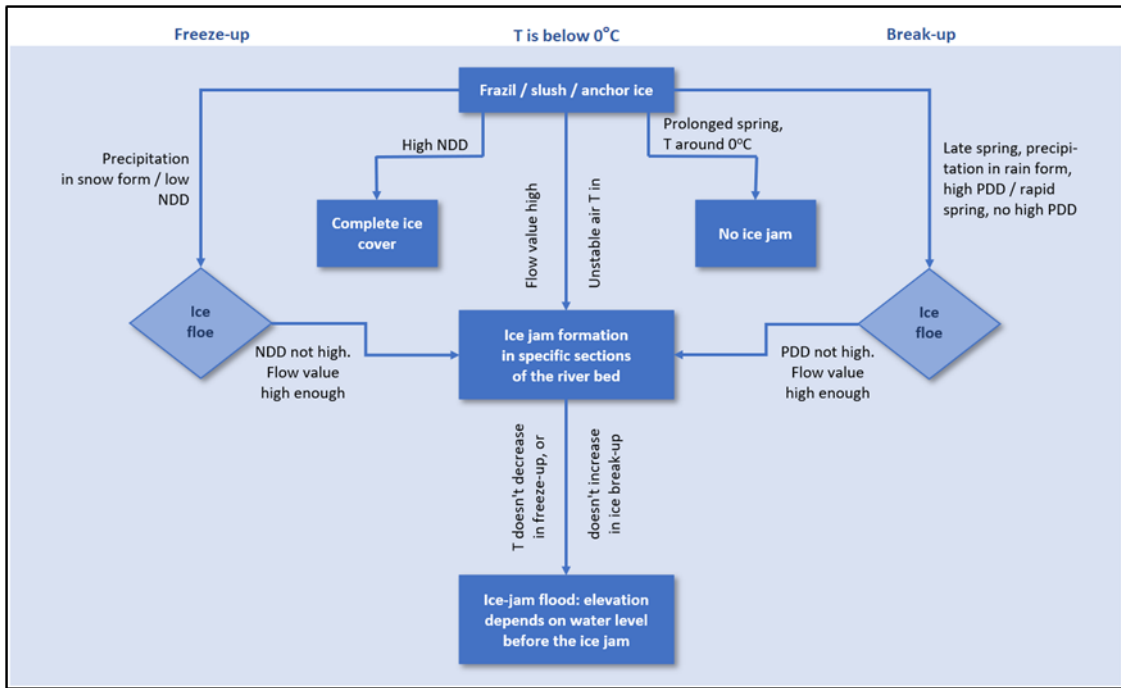 Freeze-up
T is below 0°C
Break-up
Frazil / slush / anchor ice
Precipitation
in snow form / low
NDD
High NDD
Flow value high
Unstable air T in
Prolonged spring,
T around 0°C
Late spring, precipi-
tation in rain form,
high PDD / rapid
spring, no high PDD
Complete ice
cover
No ice jam
Ice
floe
NDD not high.
Flow value
high enough
Ice jam formation
in specific sections
of the river bed
PDD not high.
Flow value
high enough
Ice
floe
T doesn't decrease
in freeze-up, or
doesn't increase
in ice break-up
Ice-jam flood: elevation
depends on water level
before the ice jam